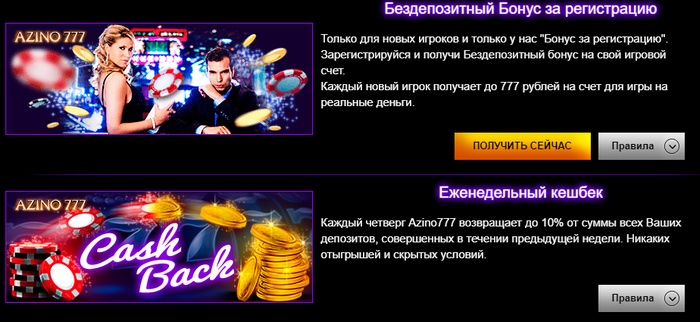 Бездепозитный Бонус за регистрацию
AZINO 777
Только для новых игроков и только у нас "Бонус за регистрацию".
Зарегистрируйся и получи Бездепозитный бонус на свой игровой
счет.
Каждый новый игрок получает до 777 рублей на счет для игры на
реальные деньги.
ПОЛУЧИТЬ СЕЙЧАС
Правила
Еженедельный кешбек
AZINO 777
Cash
Back
Каждый четверг Azino777 возвращает до 10% от суммы всех Ваших
депозитов, совершенных в течении предыдущей недели. Никаких
отыгрышей и скрытых условий.
Правила